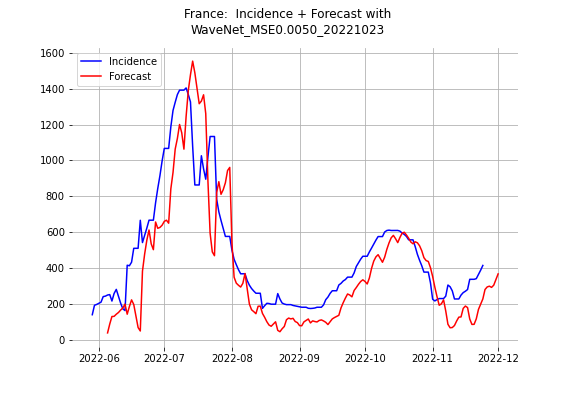 France:  Incidence + Forecast with
WaveNet_MSE0.0050_20221023
Incidence
Forecast
1600
1400
1200
1000
800
600
400
200
0
2022-06 2022-07 2022-08 2022-09 2022-10 2022-11 2022-12